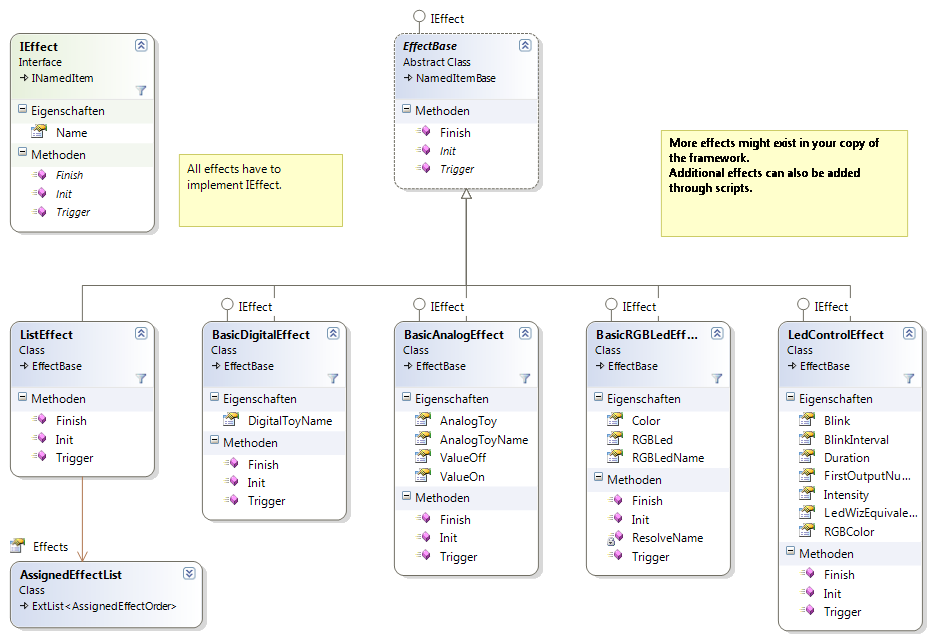 IEffect
Interface
INamedItem
Eigenschaften
Name
Methoden
Finish
Init
Trigger
All effects have to
implement IEffect.
IEffect
EffectBase
Abstract Class
NamedItemBase
Methoden
Finish
Init
Trigger
More effects might exist in your copy of
the framework.
Additional effects can also be added
through scripts.
ListEffect
Class
EffectBase
Methoden
Finish
Init
Trigger
Effects
AssignedEffectList
Class
ExtList<AssignedEffectOrder>
IEffect
BasicDigitalEffect
Class
EffectBase
Eigenschaften
DigitalToyName
Methoden
Finish
Init
Trigger
IEffect
BasicAnalogEffect
Class
EffectBase
Eigenschaften
AnalogToy
AnalogToyName
ValueOff
ValueOn
Methoden
Finish
Init
Trigger
IEffect
BasicRGBLedEff...
Class
EffectBase
Eigenschaften
Color
RGBLed
RGBLedName
Methoden
Finish
Init
ResolveName
Trigger
IEffect
LedControlEffect
Class
EffectBase
Eigenschaften
Blink
BlinkInterval
Duration
FirstOutputNu...
Intensity
LedWizEquivale...
RGBColor
Methoden
Finish
Init
Trigger